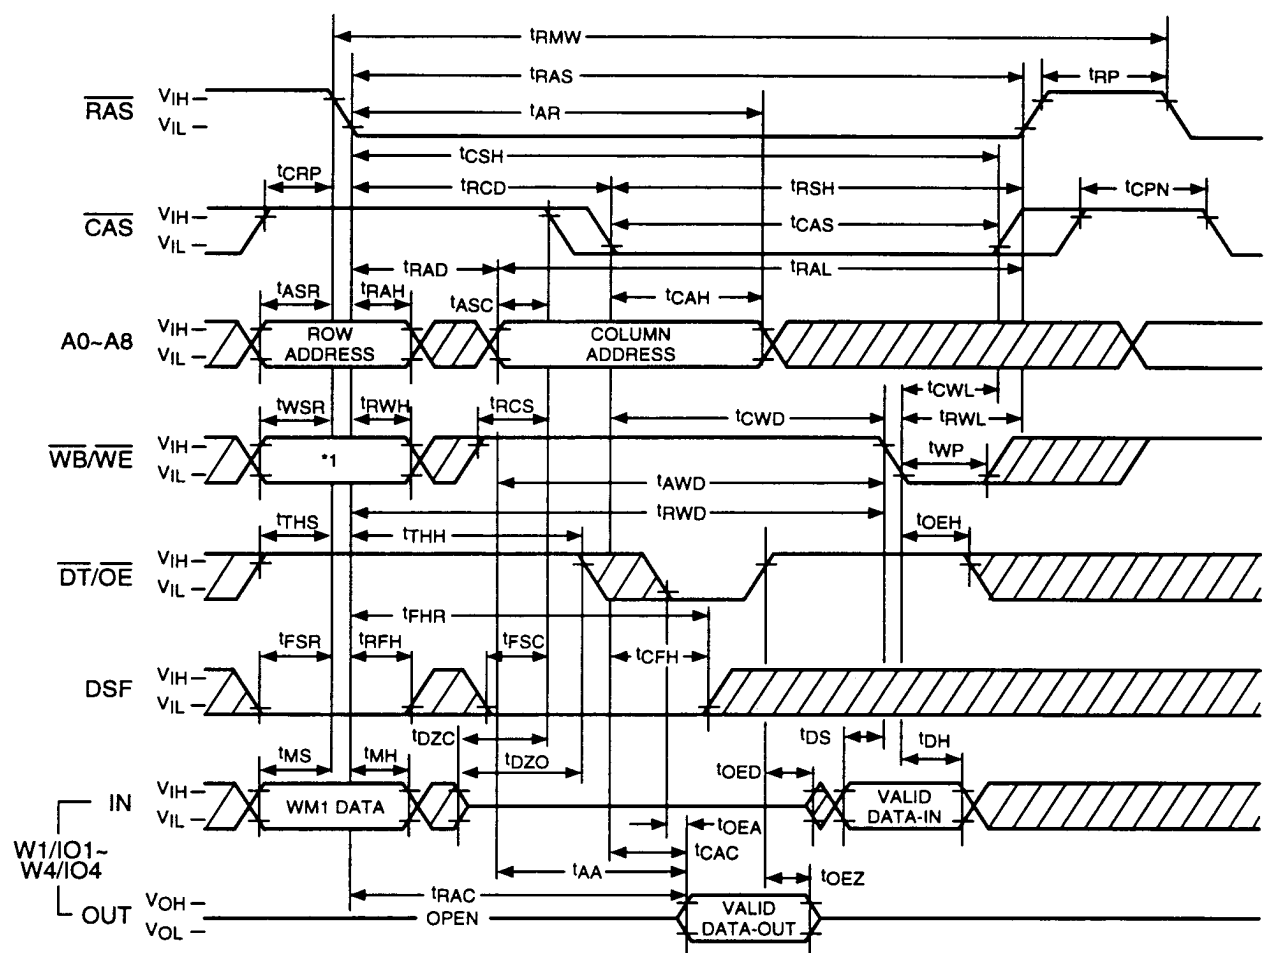 tRMW
tRAS
tRP
RAS
VIH
VIL
tAR
tCSH
tCRP
tRCD
tRSH
tCPN
CAS
VIH
VIL
tCAS
tRAD
tRAL
tASR
tRAH
tASC
tCAH
A0~A8
VIH
VIL
ROW ADDRESS
COLUMN ADDRESS
tCWL
tWSR
tRWH
tRCS
tCWD
tRWL
WB/WE
VIH
VIL
*1
tWP
tAWD
tRWD
tTHS
tTHH
tOEH
DT/OE
VIH
VIL
tFHR
tFSR
tRFH
tFSC
tCFH
DSF
VIH
VIL
tDZC
tDS
tDH
tMS
tMH
tDZO
tOED
IN
VIH
VIL
WM1 DATA
VALID DATA-IN
tOEA
W1/IO1~
W4/IO4
tCAC
tAA
tOEZ
tRAC
OUT
VOH
VOL
OPEN
VALID DATA-OUT